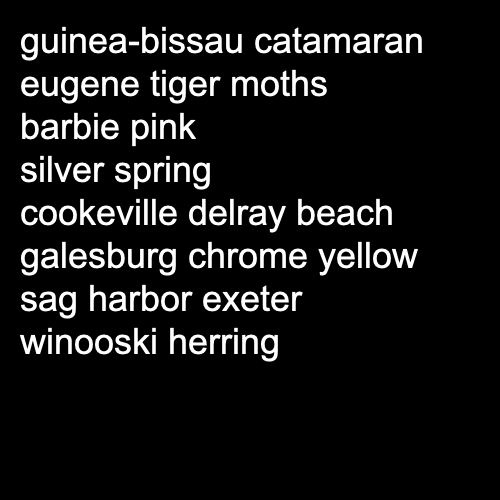 guinea-bissau catamaran
eugene tiger moths
barbie pink
silver spring
cookeville delray beach
galesburg chrome yellow
sag harbor exeter
winooski herring